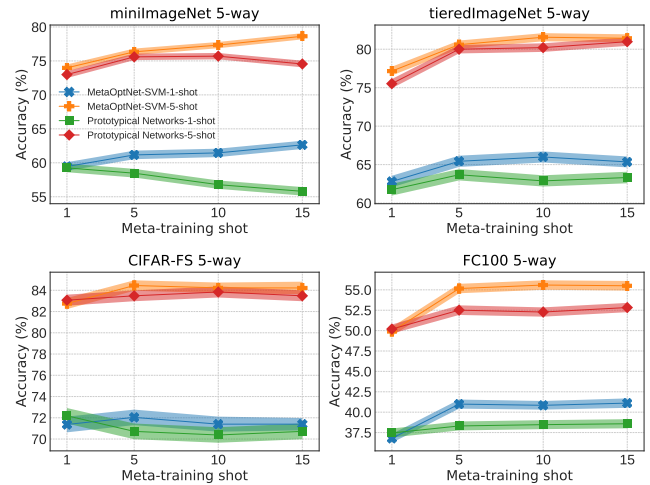 miniImageNet 5-way
80
75
70
65
60
55
Accuracy (%)
MetaOptNet-SVM-1-shot
MetaOptNet-SVM-5-shot
Prototypical Networks-1-shot
Prototypical Networks-5-shot
1 5 10 15
Meta-training shot
tieredImageNet 5-way
80
75
70
65
60
Accuracy (%)
1 5 10 15
Meta-training shot
CIFAR-FS 5-way
84
82
80
78
76
74
72
70
Accuracy (%)
1 5 10 15
Meta-training shot
FC100 5-way
55.0
52.5
50.0
47.5
45.0
42.5
40.0
37.5
Accuracy (%)
1 5 10 15
Meta-training shot